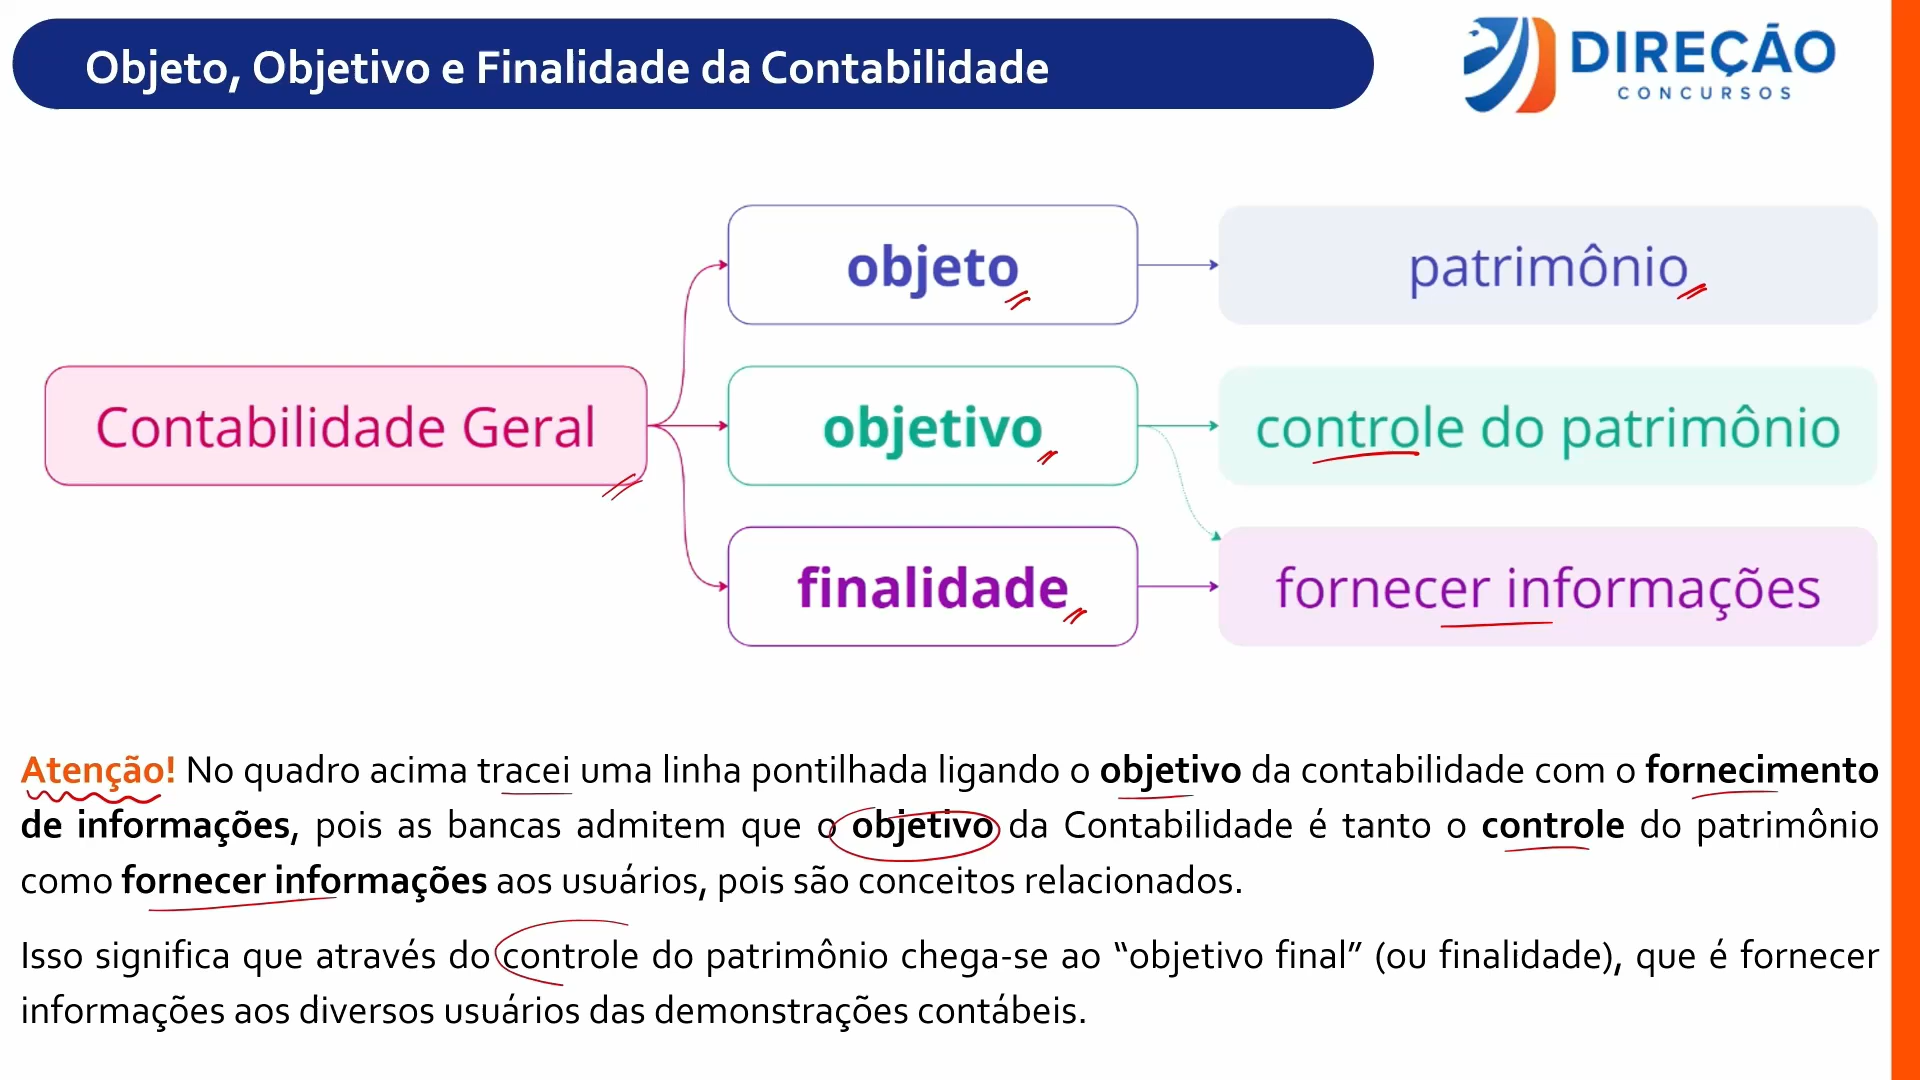 Objeto, Objetivo e Finalidade da Contabilidade
DIREÇÃO
CONCURSOS
objeto
patrimônio
Contabilidade Geral
objetivo
controle do patrimônio
finalidade
fornecer informações
Atenção! No quadro acima tracei uma linha pontilhada ligando o objetivo da contabilidade com o fornecimento
de informações, pois as bancas admitem que o objetivo da Contabilidade é tanto o controle do patrimônio
como fornecer informações aos usuários, pois são conceitos relacionados.
Isso significa que através do controle do patrimônio chega-se ao “objetivo final” (ou finalidade), que é fornecer
informações aos diversos usuários das demonstrações contábeis.